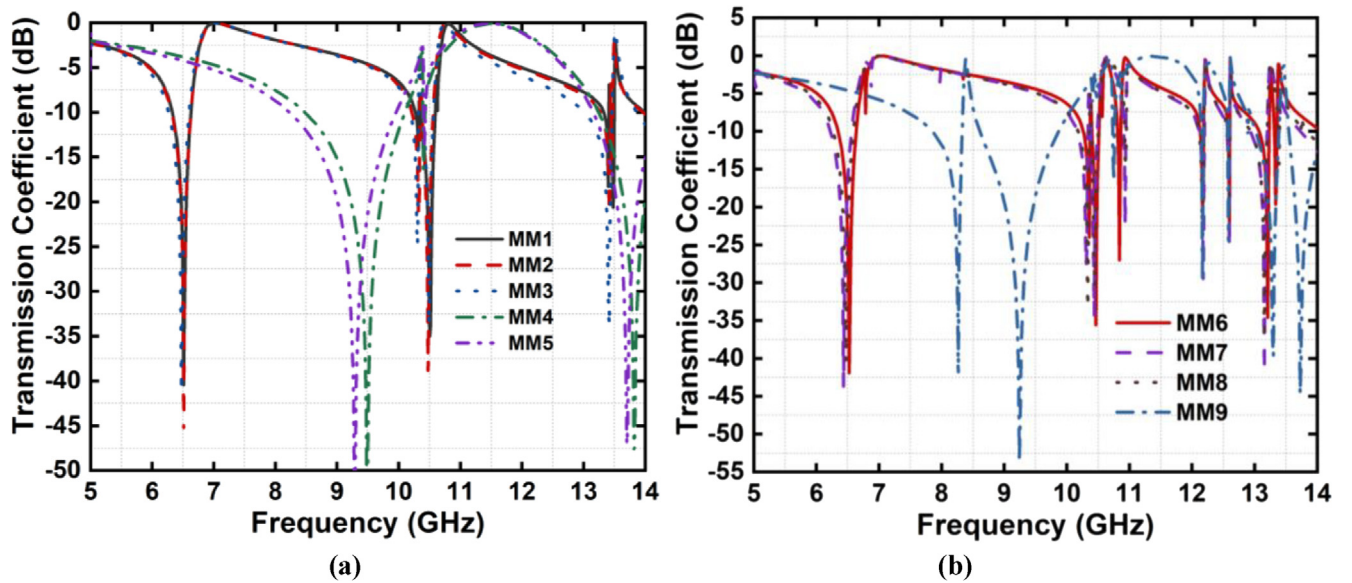 Transmission Coefficient (dB)
0
-5
-10
-15
-20
-25
-30
-35
-40
-45
-50
MM1
MM2
MM3
MM4
MM5
5 6 7 8 9 10 11 12 13 14
Frequency (GHz)
(a)
Transmission Coefficient (dB)
5
0
-5
-10
-15
-20
-25
-30
-35
-40
-45
-50
-55
MM6
MM7
MM8
MM9
5 6 7 8 9 10 11 12 13 14
Frequency (GHz)
(b)